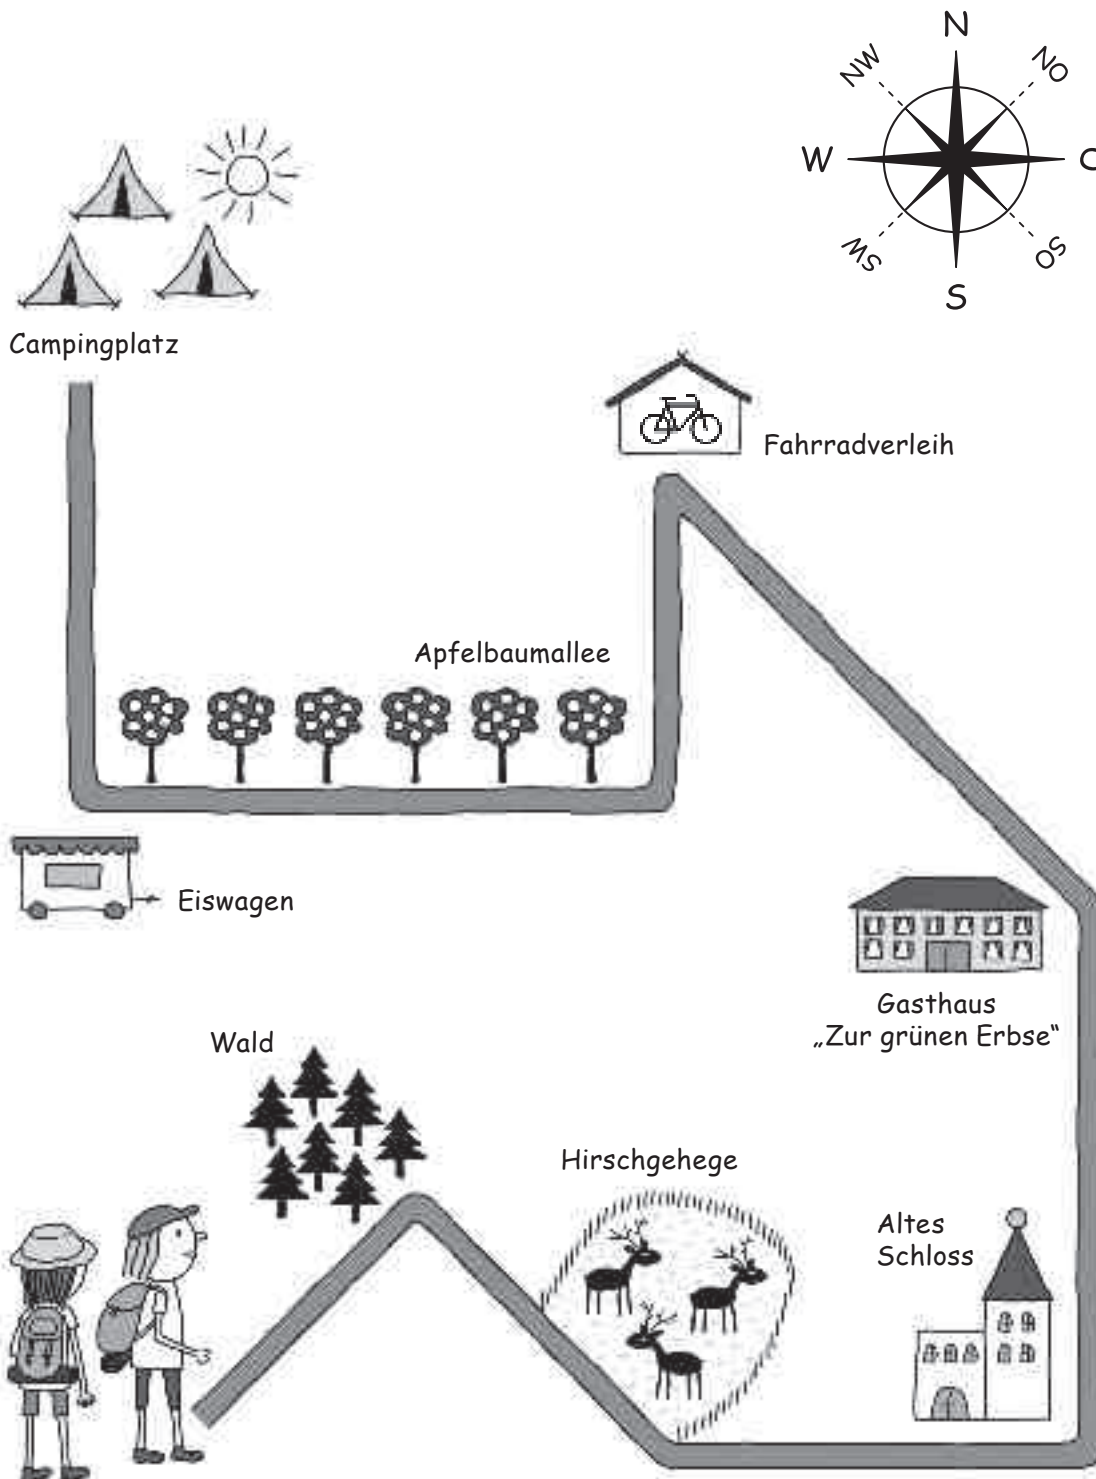 N
NW
NO
W
O
SW
SO
S
Campingplatz
Fahrradverleih
Apfelbaumallee
Eiswagen
Gasthaus
„Zur grünen Erbse“
Wald
Hirschgehege
Altes
Schloss